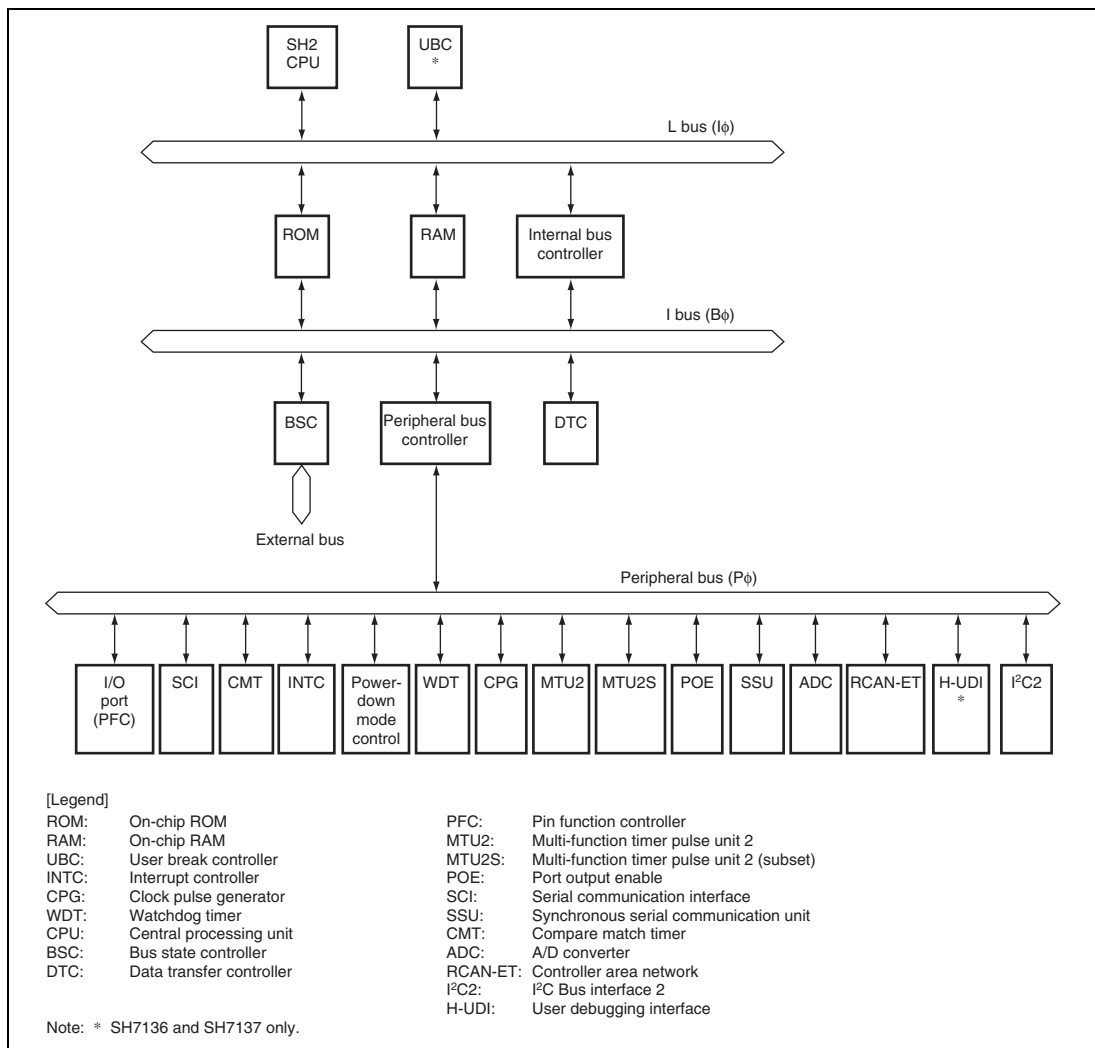 SH2
CPU
UBC
*
L bus (Iϕ)
ROM
RAM
Internal bus
controller
I bus (Bϕ)
BSC
Peripheral bus
controller
DTC
External bus
Peripheral bus (Pϕ)
I/O
port
(PFC)
SCI
CMT
INTC
Power-
down
mode
control
WDT
CPG
MTU2
MTU2S
POE
SSU
ADC
RCAN-ET
H-UDI
*
I²C2
[Legend]
ROM: On-chip ROM
RAM: On-chip RAM
UBC: User break controller
INTC: Interrupt controller
CPG: Clock pulse generator
WDT: Watchdog timer
CPU: Central processing unit
BSC: Bus state controller
DTC: Data transfer controller
PFC: Pin function controller
MTU2: Multi-function timer pulse unit 2
MTU2S: Multi-function timer pulse unit 2 (subset)
POE: Port output enable
SCI: Serial communication interface
SSU: Synchronous serial communication unit
CMT: Compare match timer
ADC: A/D converter
RCAN-ET: Controller area network
I²C2: I²C Bus interface 2
H-UDI: User debugging interface
Note: * SH7136 and SH7137 only.